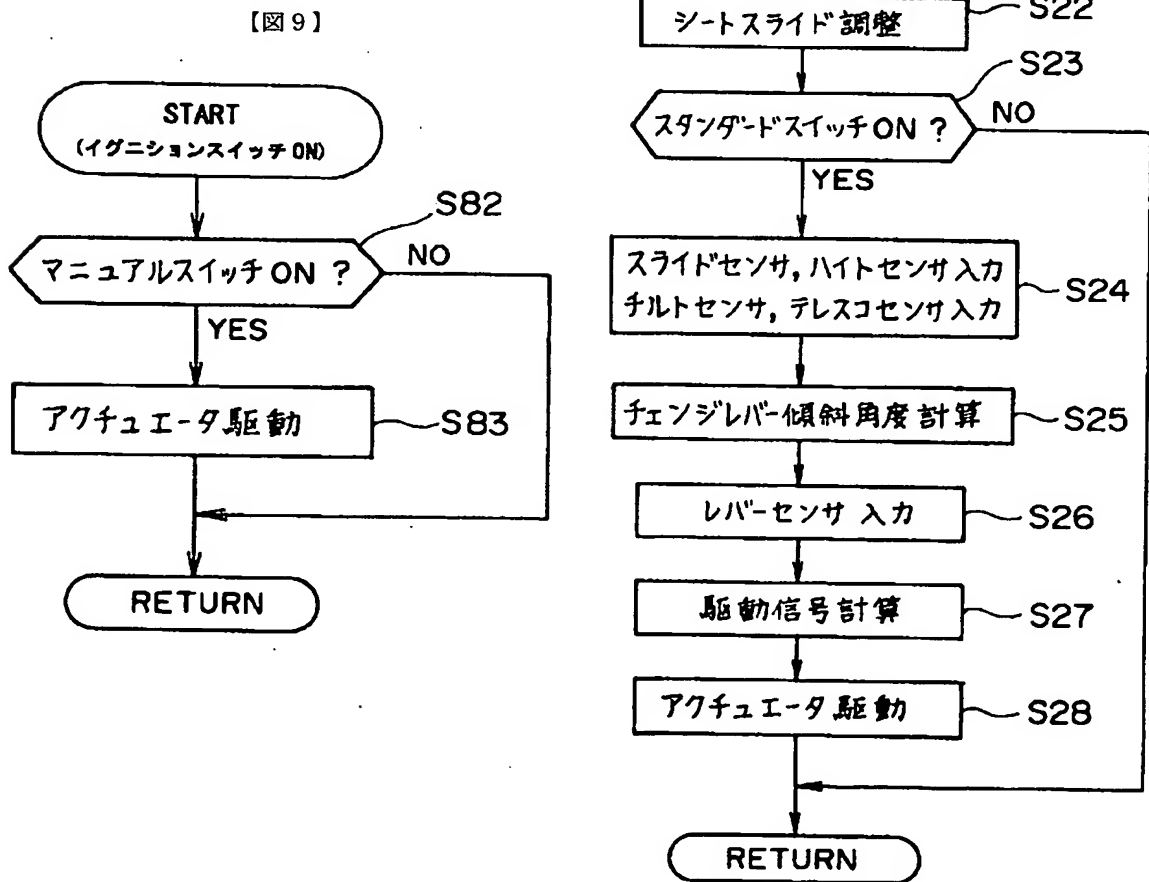 【図9】
START
(イグニションスイッチON)
S82
マニュアルスイッチON ?
NO
YES
アクチュエータ駆動
S83
RETURN
S22
シートスライド調整
S23
スタンダードスイッチON ?
NO
YES
スライドセンサ, ハイトセンサ入力
チルトセンサ, テレスコセンサ入力
S24
チェンジレバー傾斜角度計算
S25
レバーセンサ 入力
S26
駆動信号計算
S27
アクチュエータ駆動
S28
RETURN